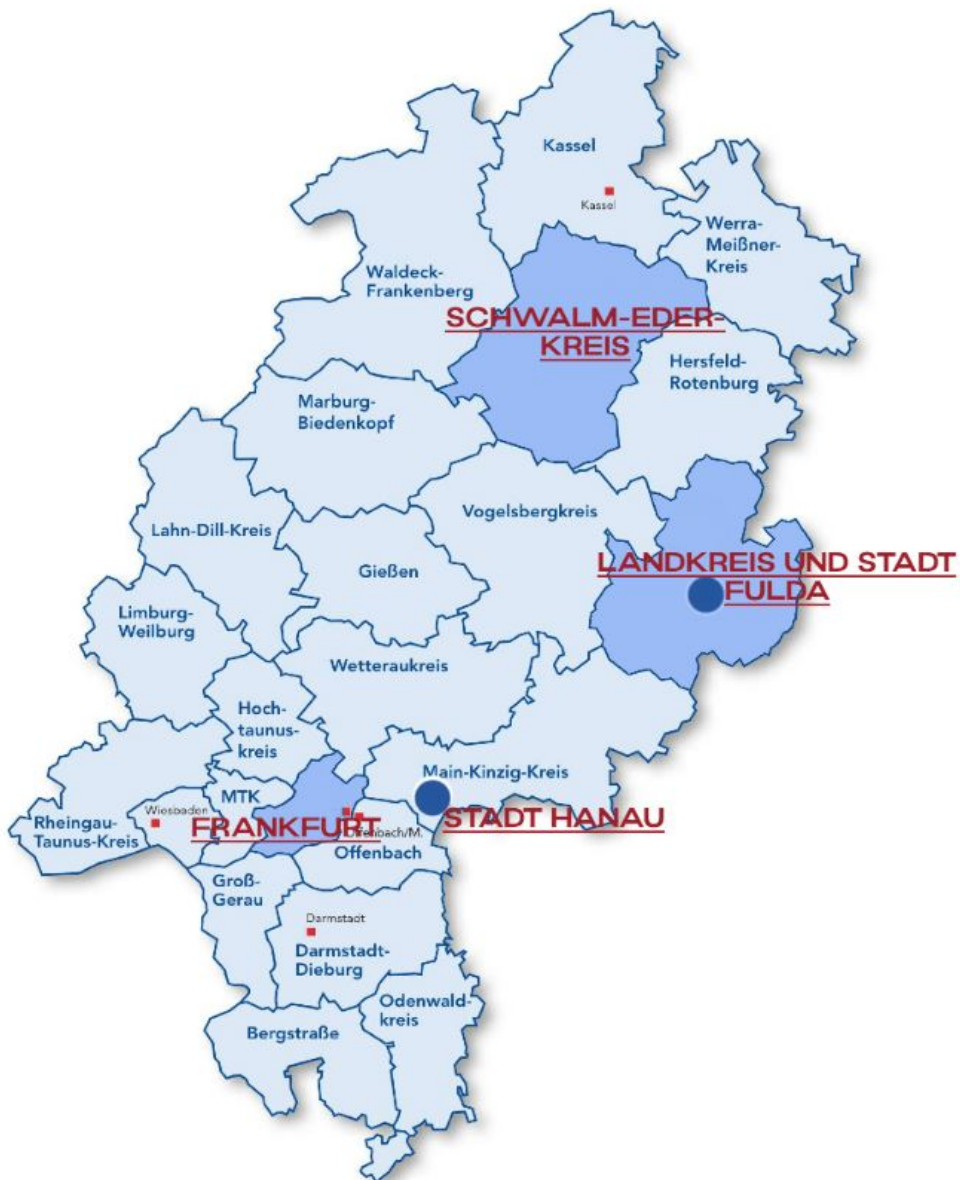 Kassel
Kassel
Werra-
Meißner-
Kreis
Waldeck-
Frankenberg
SCHWALM-EDER-
KREIS
Hersfeld-
Rotenburg
Marburg-
Biedenkopf
Vogelsbergkreis
Lahn-Dill-Kreis
LANDKREIS UND STADT
FULDA
Gießen
Limburg-
Weilburg
Wetteraukreis
Hoch-
taunus-
kreis
Main-Kinzig-Kreis
MTK
Wiesbaden
Rheingau-
Taunus-Kreis
FRANKFURT
STADT HANAU
Offenbach/M.
Offenbach
Groß-
Gerau
Darmstadt
Darmstadt-
Dieburg
Odenwald-
kreis
Bergstraße